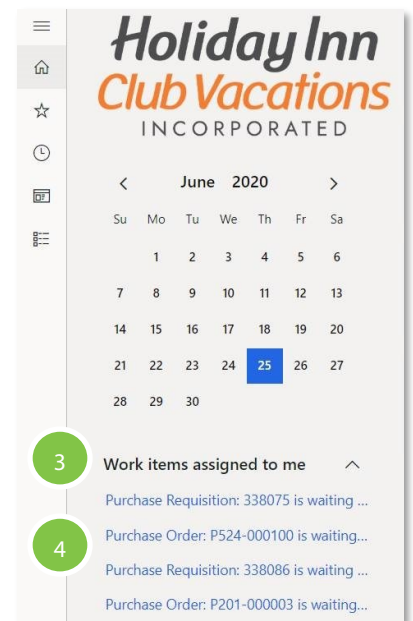 Holiday Inn
Club Vacations
INCORPORATED
June 2020
Su Mo Tu We Th Fr Sa
1 2 3 4 5 6
7 8 9 10 11 12 13
14 15 16 17 18 19 20
21 22 23 24 25 26 27
28 29 30
3 Work items assigned to me
Purchase Requisition: 338075 is waiting ...
4 Purchase Order: P524-000100 is waiting...
Purchase Requisition: 338086 is waiting ...
Purchase Order: P201-000003 is waiting...